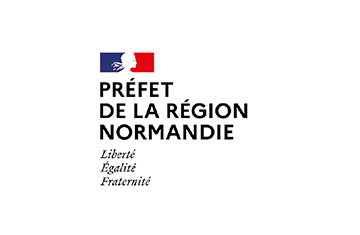 PRÉFET
DE LA RÉGION
NORMANDIE
Liberté
Égalité
Fraternité